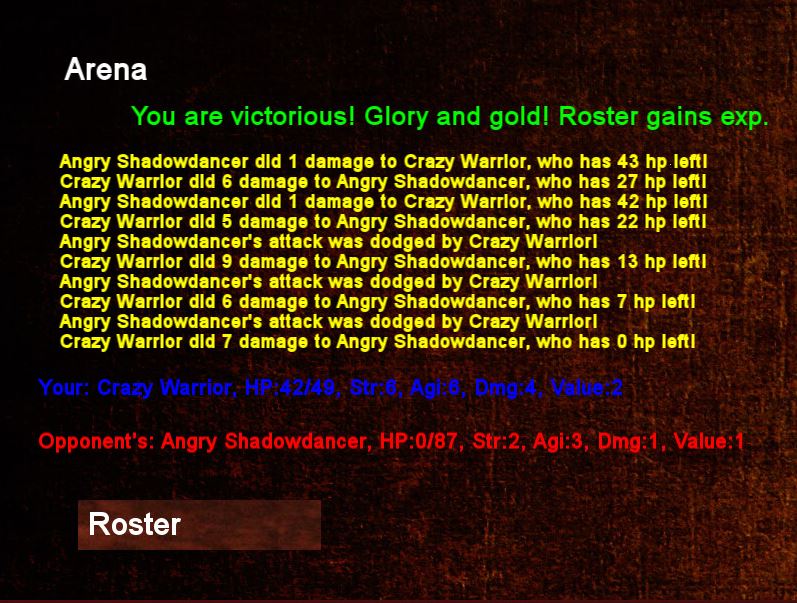 Arena
You are victorious! Glory and gold! Roster gains exp.
Angry Shadowdancer did 1 damage to Crazy Warrior, who has 43 hp left!
Crazy Warrior did 6 damage to Angry Shadowdancer, who has 27 hp left!
Angry Shadowdancer did 1 damage to Crazy Warrior, who has 42 hp left!
Crazy Warrior did 5 damage to Angry Shadowdancer, who has 22 hp left!
Angry Shadowdancer's attack was dodged by Crazy Warrior!
Crazy Warrior did 9 damage to Angry Shadowdancer, who has 13 hp left!
Angry Shadowdancer's attack was dodged by Crazy Warrior!
Crazy Warrior did 6 damage to Angry Shadowdancer, who has 7 hp left!
Angry Shadowdancer's attack was dodged by Crazy Warrior!
Crazy Warrior did 7 damage to Angry Shadowdancer, who has 0 hp left!
Your: Crazy Warrior, HP:42/49, Str:6, Agi:6, Dmg:4, Value:2
Opponent's: Angry Shadowdancer, HP:0/87, Str:2, Agi:3, Dmg:1, Value:1
Roster